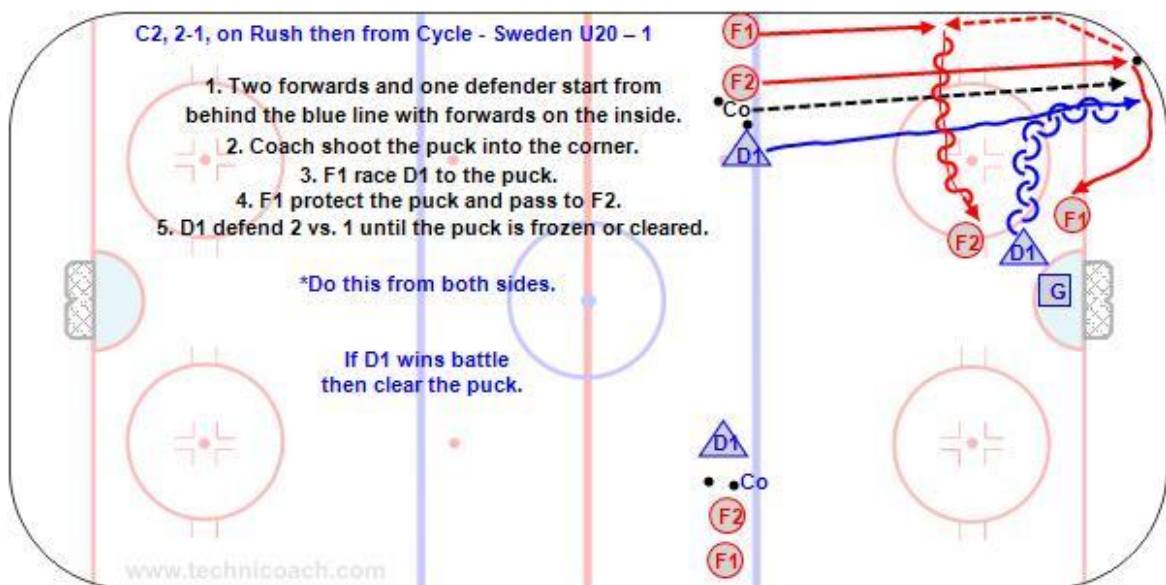 C2, 2-1, on Rush then from Cycle - Sweden U20 – 1
1. Two forwards and one defender start from
behind the blue line with forwards on the inside.
2. Coach shoot the puck into the corner.
3. F1 race D1 to the puck.
4. F1 protect the puck and pass to F2.
5. D1 defend 2 vs. 1 until the puck is frozen or cleared.
*Do this from both sides.
If D1 wins battle
then clear the puck.
F1
F2
Co
D1
F1
F2
D1
G
D1
Co
F2
F1
www.technicoach.com